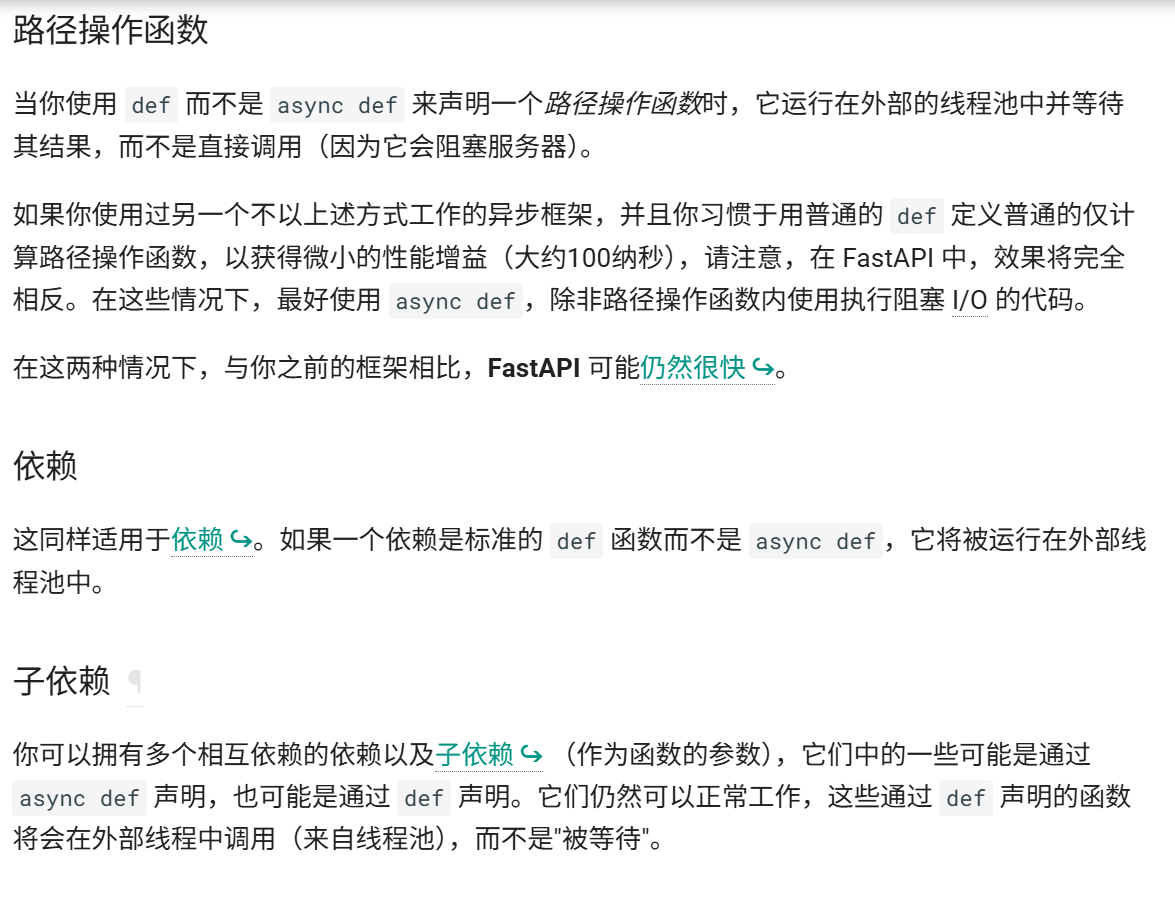 路径操作函数
当你使用 def 而不是 async def 来声明一个路径操作函数时，它运行在外部的线程池中并等待
其结果，而不是直接调用（因为它会阻塞服务器）。
如果你使用过另一个不以上述方式工作的异步框架，并且你习惯于用普通的 def 定义普通的仅计
算路径操作函数，以获得微小的性能增益（大约100纳秒），请注意，在 FastAPI 中，效果将完全
相反。在这些情况下，最好使用 async def，除非路径操作函数内使用执行阻塞 I/O 的代码。
在这两种情况下，与你之前的框架相比，FastAPI 可能仍然很快 ↪。
依赖
这同样适用于依赖 ↪。如果一个依赖是标准的 def 函数而不是 async def，它将被运行在外部线
程池中。
子依赖 ¶
你可以拥有多个相互依赖的依赖以及子依赖 ↪ （作为函数的参数），它们中的一些可能是通过
async def 声明，也可能是通过 def 声明。它们仍然可以正常工作，这些通过 def 声明的函数
将会在外部线程中调用（来自线程池），而不是"被等待"。